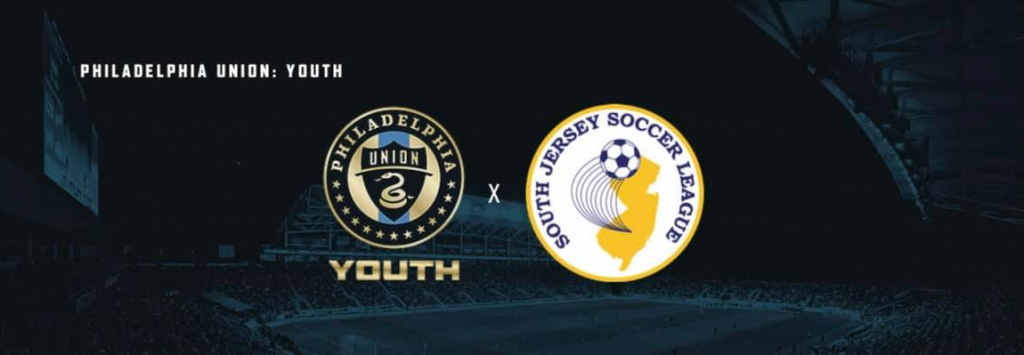 PHILADELPHIA UNION: YOUTH
PHILADELPHIA
UNION
YOUTH
X
SOUTH JERSEY SOCCER LEAGUE